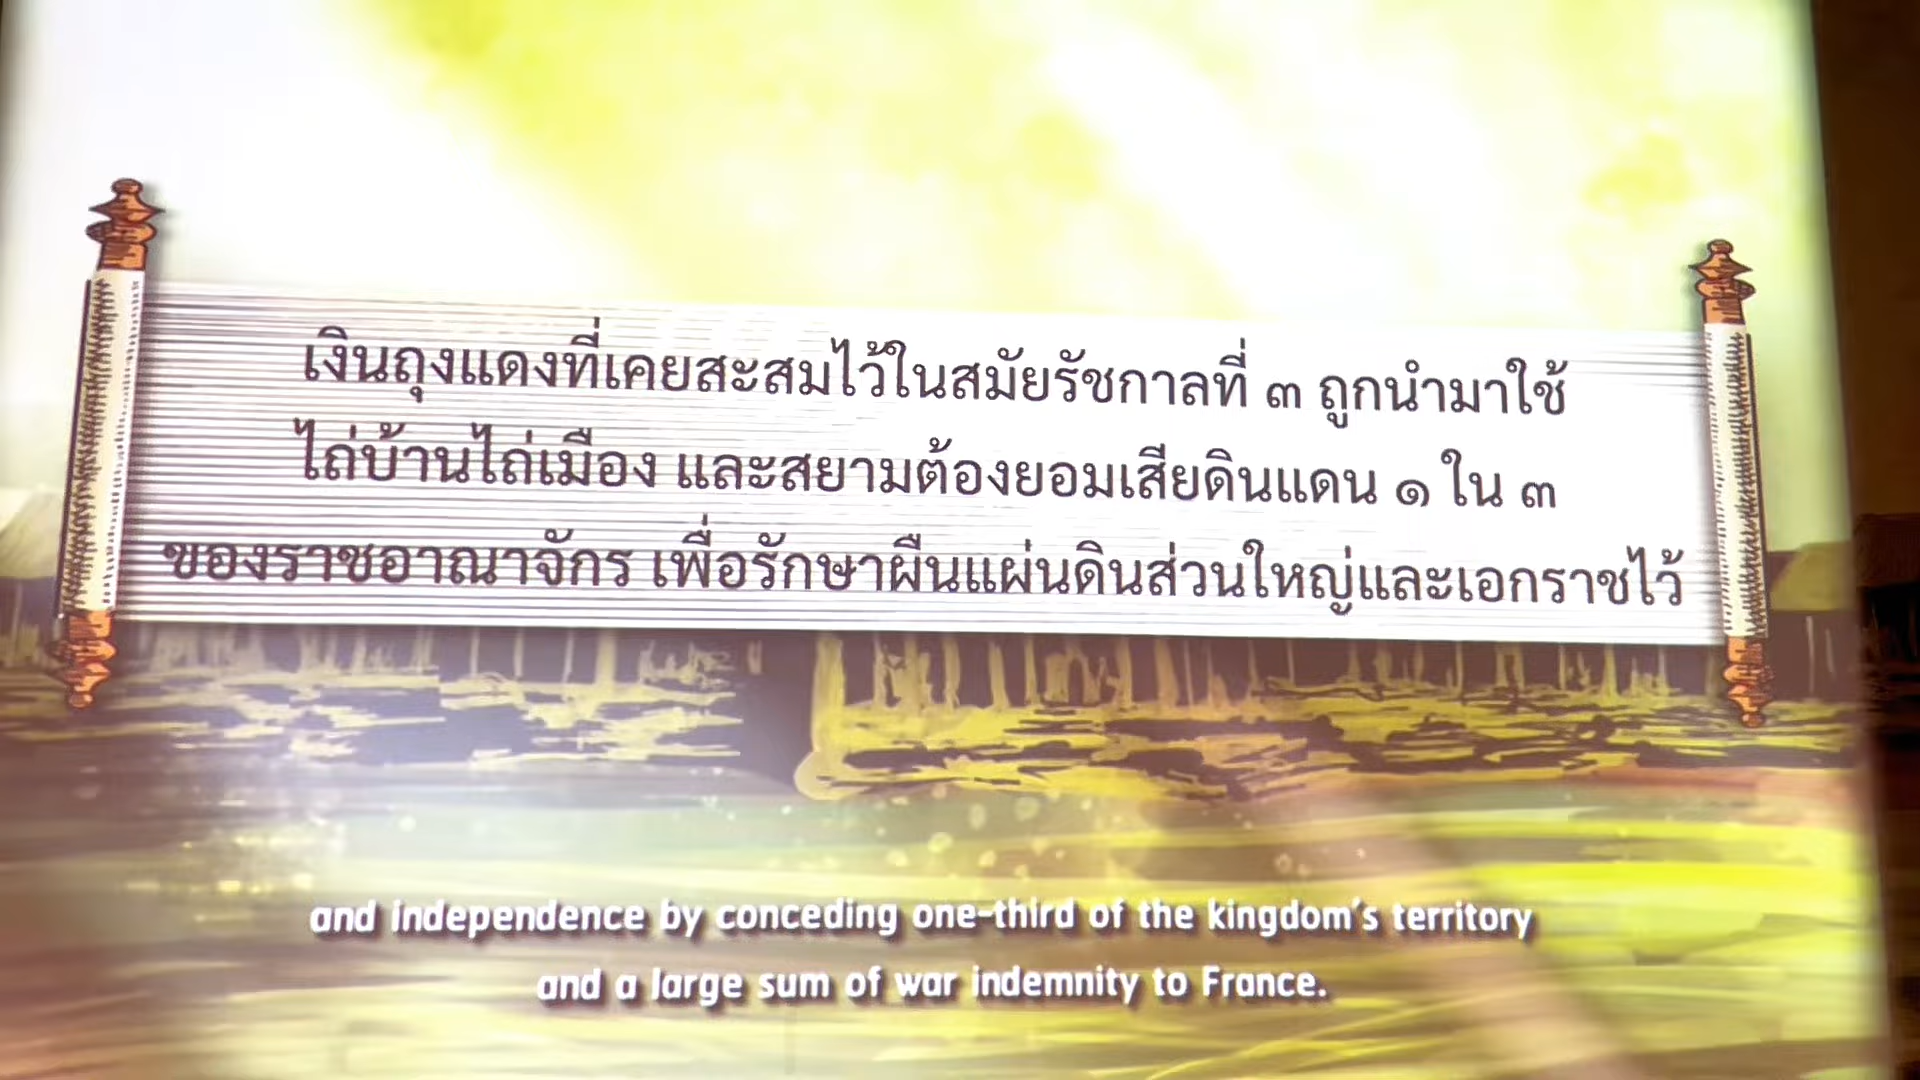 เงินถุงแดงที่เคยสะสมไว้ในสมัยรัชกาลที่ ๓ ถูกนำมาใช้
ไถ่บ้านไถ่เมือง และสยามต้องยอมเสียดินแดน ๑ ใน ๓
ของราชอาณาจักร เพื่อรักษาผืนแผ่นดินส่วนใหญ่และเอกราชไว้
and independence by conceding one-third of the kingdom's territory
and a large sum of war indemnity to France.